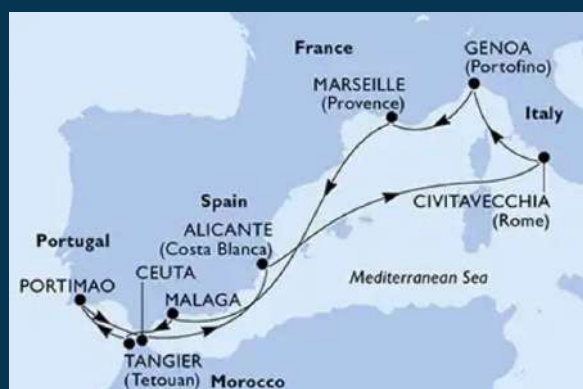 France
GENOA
(Portofino)
MARSEILLE
(Provence)
Italy
CIVITAVECCHIA
(Rome)
Spain
ALICANTE
(Costa Blanca)
Portugal
CEUTA
PORTIMAO
MALAGA
Mediterranean Sea
TANGIER
(Tetouan)
Morocco